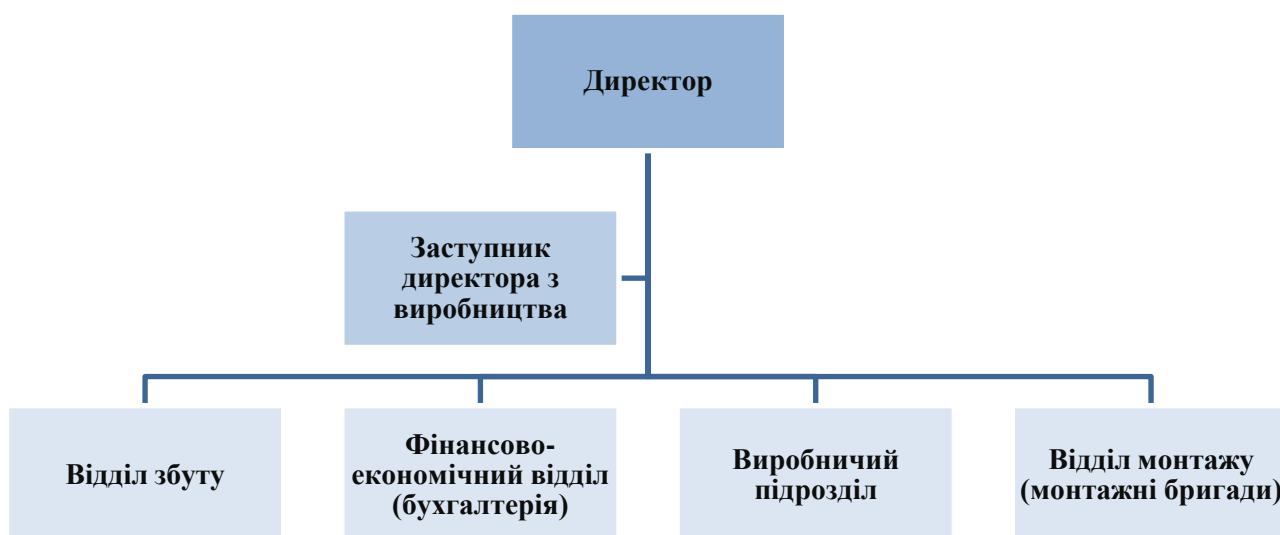 Директор
Заступник
директора з
виробництва
Відділ збуту
Фінансово-
економічний відділ
(бухгалтерія)
Виробничий
підрозділ
Відділ монтажу
(монтажні бригади)